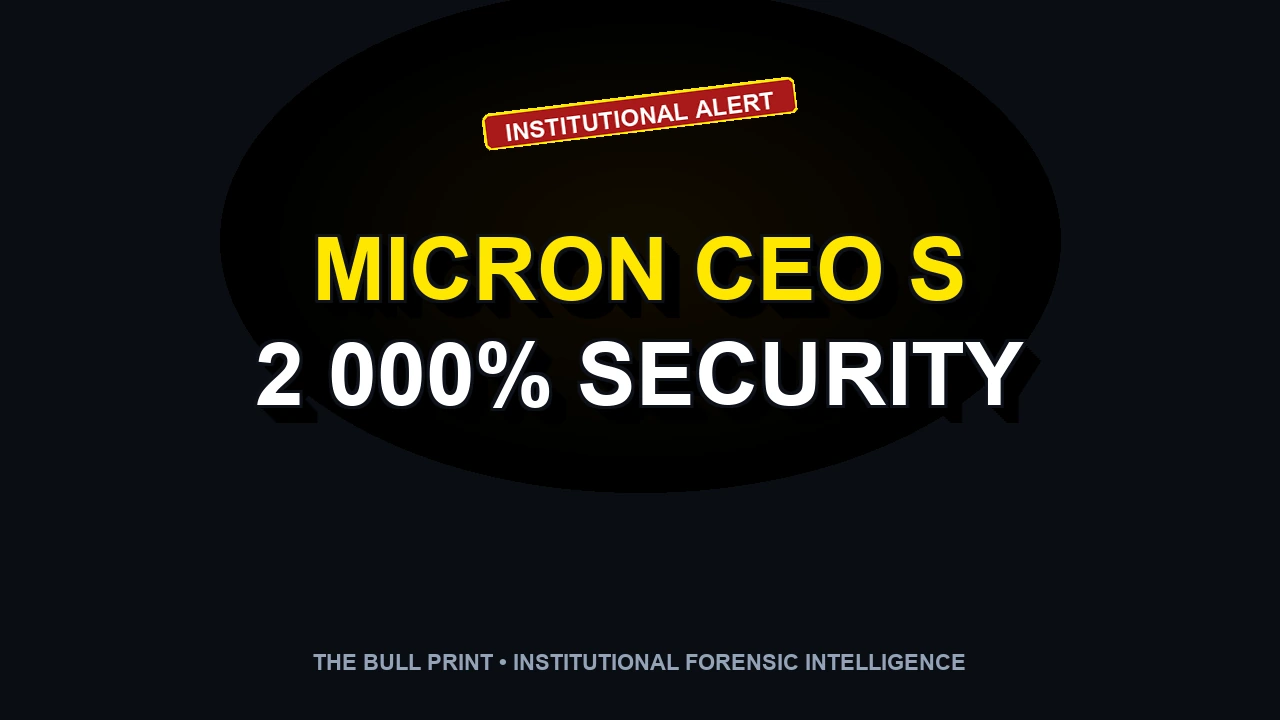 INSTITUTIONAL ALERT
MICRON CEO S
2 000% SECURITY
THE BULL PRINT • INSTITUTIONAL FORENSIC INTELLIGENCE